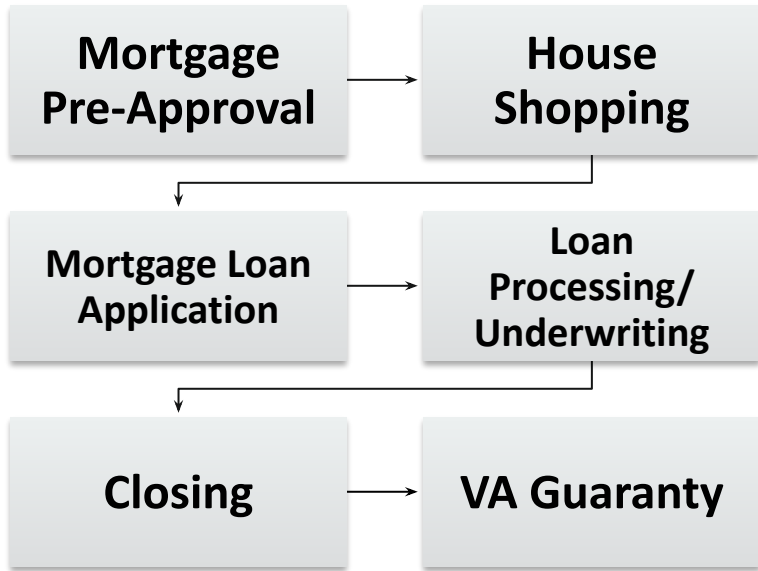 Mortgage
Pre-Approval
House
Shopping
Mortgage Loan
Application
Loan
Processing/
Underwriting
Closing
VA Guaranty